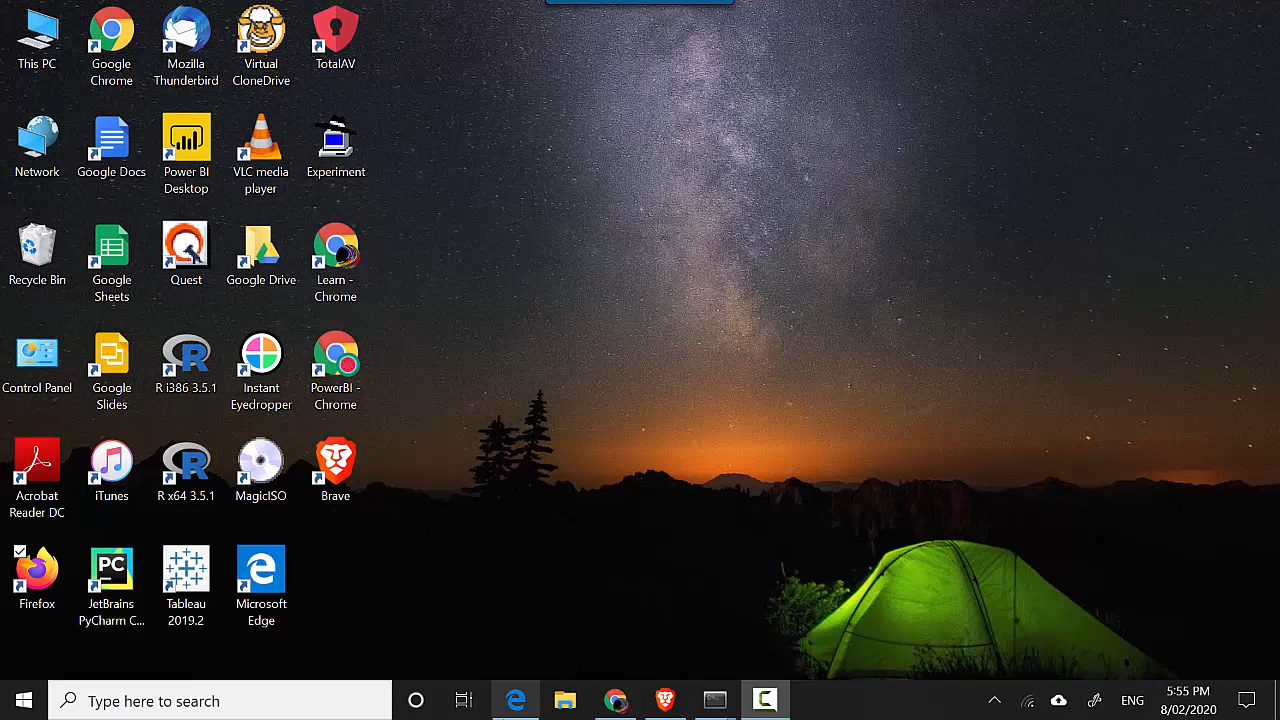 This PC
Google
Chrome
Mozilla
Thunderbird
Virtual
CloneDrive
TotalAV
Network
Google Docs
Power BI
Desktop
VLC media
player
Experiment
Recycle Bin
Google
Sheets
Quest
Google Drive
Learn -
Chrome
Control Panel
Google
Slides
R i386 3.5.1
Instant
Eyedropper
PowerBI -
Chrome
Acrobat
Reader DC
iTunes
R x64 3.5.1
MagicISO
Brave
Firefox
PC
JetBrains
PyCharm C...
Tableau
2019.2
Microsoft
Edge
Type here to search
ENG
5:55 PM
8/02/2020